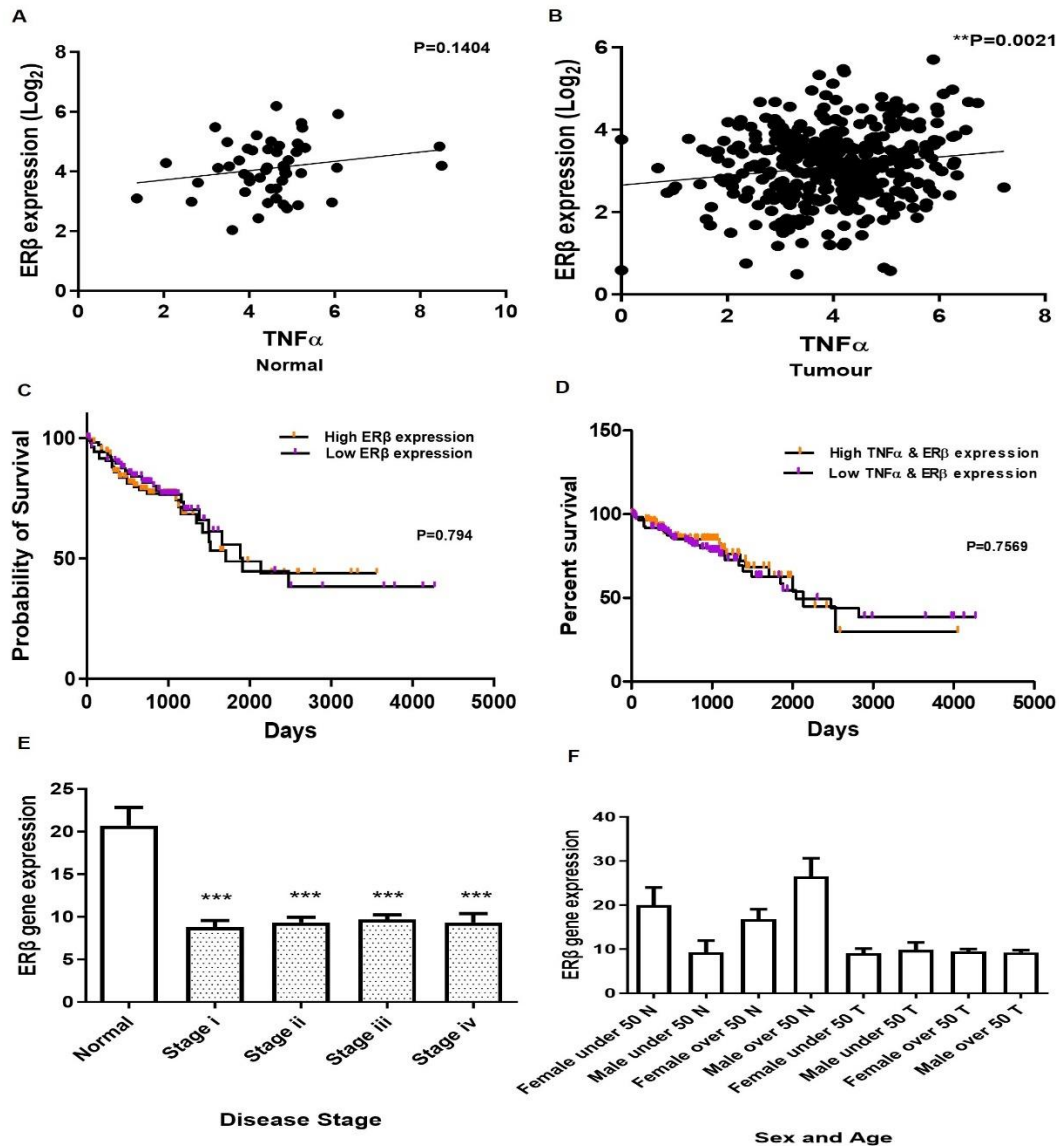 A
P=0.1404
ERβ expression (Log2)
8
6
4
2
0
0 2 4 6 8 10
TNFα
Normal
B
**P=0.0021
ERβ expression (Log2)
6
4
2
0
0 2 4 6 8
TNFα
Tumour
C
High ERβ expression
Low ERβ expression
P=0.794
Probability of Survival
100
50
0
0 1000 2000 3000 4000 5000
Days
D
High TNFα & ERβ expression
Low TNFα & ERβ expression
P=0.7569
Percent survival
150
100
50
0
0 1000 2000 3000 4000 5000
Days
E
ERβ gene expression
25
20
15
10
5
0
*** *** *** ***
Normal
Stage i
Stage ii
Stage iii
Stage iv
Disease Stage
F
ERβ gene expression
40
30
20
10
0
Female under 50 N
Male under 50 N
Female over 50 N
Male over 50 N
Female under 50 T
Male under 50 T
Female over 50 T
Male over 50 T
Sex and Age